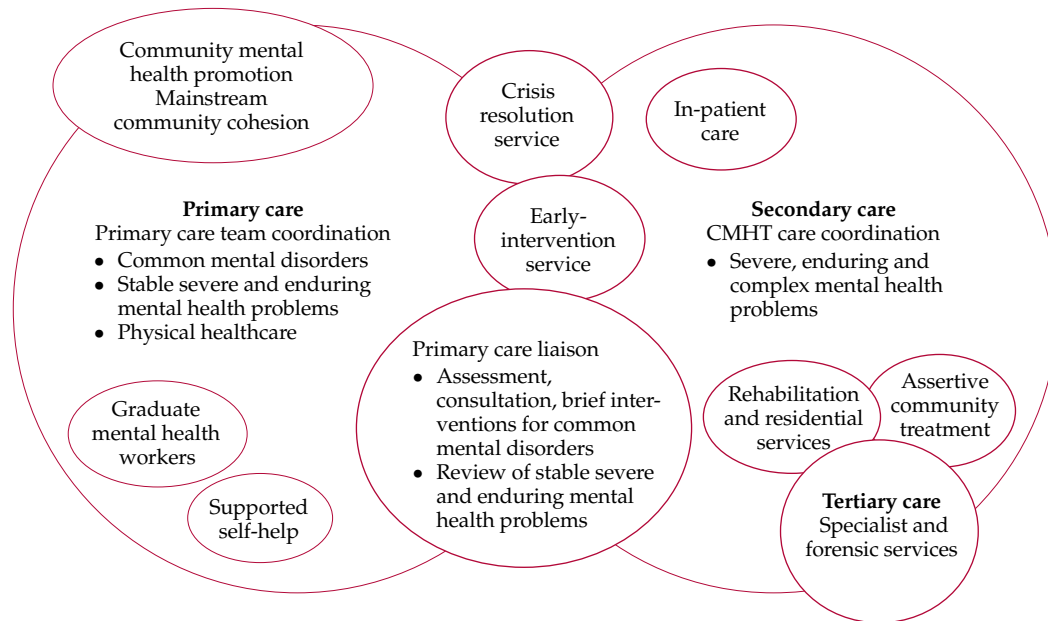 Community mental
health promotion
Mainstream
community cohesion
Crisis
resolution
service
In-patient
care
Primary care
Primary care team coordination
• Common mental disorders
• Stable severe and enduring
mental health problems
• Physical healthcare
Early-
intervention
service
Secondary care
CMHT care coordination
• Severe, enduring and
complex mental health
problems
Primary care liaison
• Assessment,
consultation, brief inter-
ventions for common
mental disorders
• Review of stable severe
and enduring mental
health problems
Graduate
mental health
workers
Supported
self-help
Rehabilitation
and residential
services
Assertive
community
treatment
Tertiary care
Specialist and
forensic services